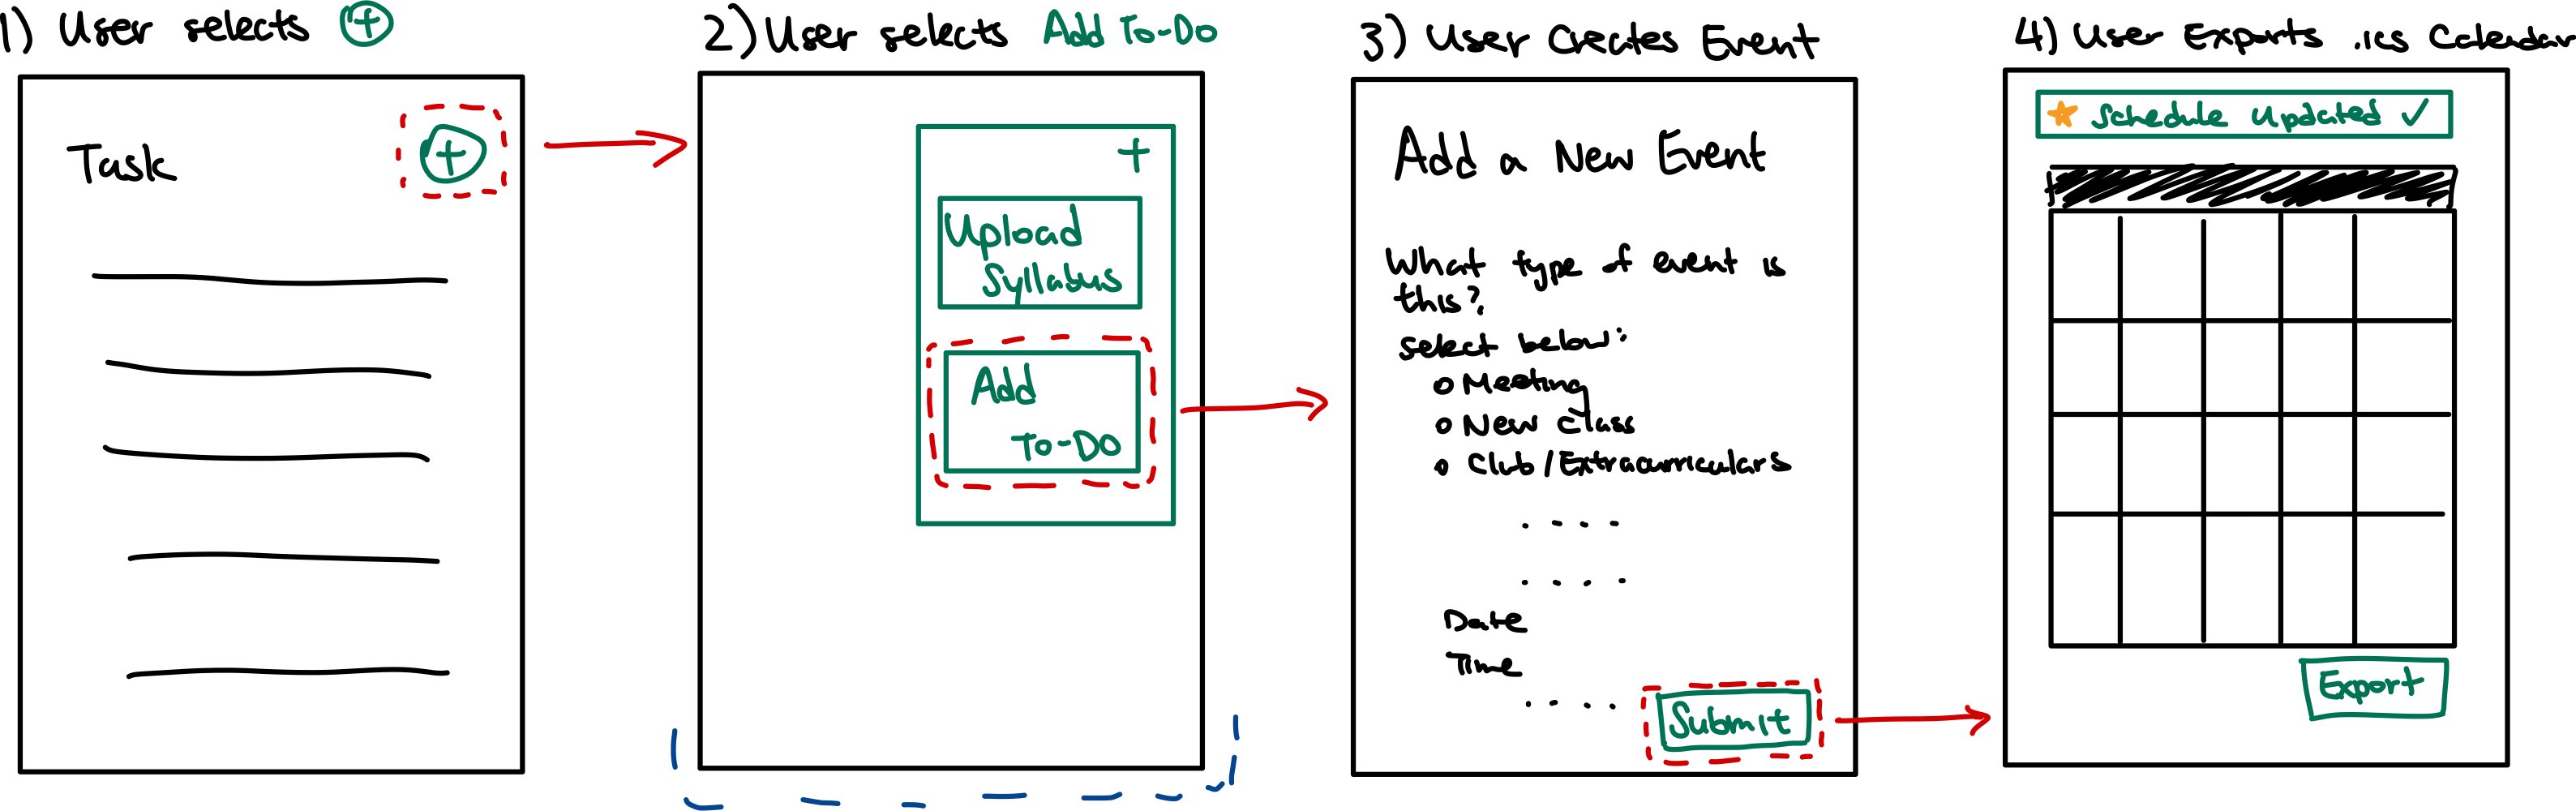 1) User selects +
Task
+
2) User selects Add To-Do
+
Upload
Syllabus
Add
To-Do
3) User Creates Event
Add a New Event
What type of event is
this?
select below:
Meeting
New Class
Club/Extracurriculars
. . . .
. . . .
Date
Time
. . . .
Submit
4) User Exports .ics Calendar
Schedule Updated ✓
Export